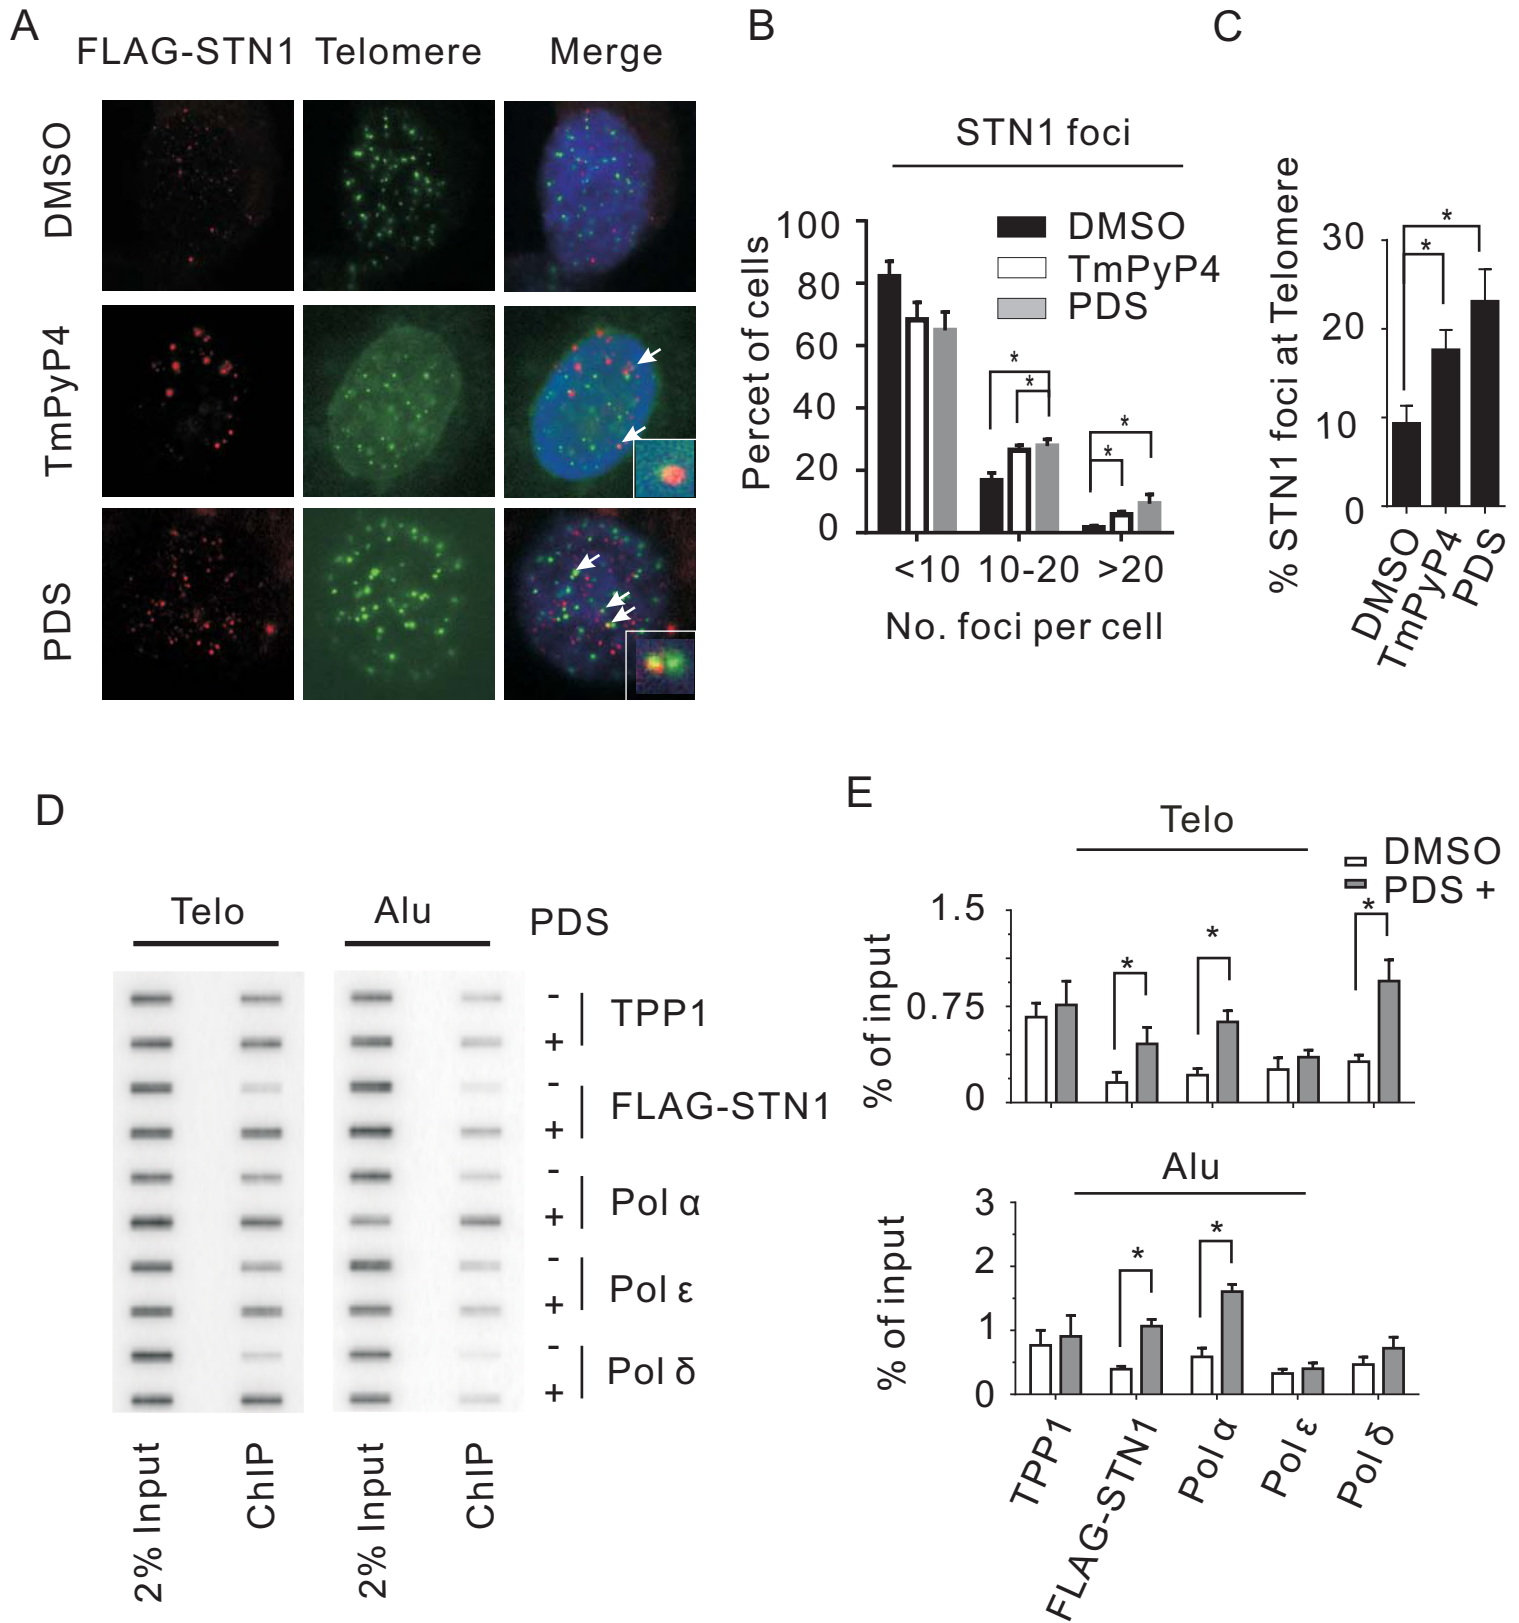 A
FLAG-STN1 Telomere Merge
DMSO
TmPyP4
PDS
B
STN1 foci
DMSO
TmPyP4
PDS
Percet of cells
100
80
60
40
20
0
* * * *
<10 10-20 >20
No. foci per cell
C
% STN1 foci at Telomere
30
20
10
0
* *
DMSO
TmPyP4
PDS
D
Telo Alu PDS
- TPP1
+
- FLAG-STN1
+
- Pol α
+
- Pol ε
+
- Pol δ
+
2% Input ChIP 2% Input ChIP
E
Telo
DMSO
PDS +
% of input
1.5
0.75
0
* * *
Alu
% of input
3
2
1
0
* *
TPP1
FLAG-STN1
Pol α
Pol ε
Pol δ